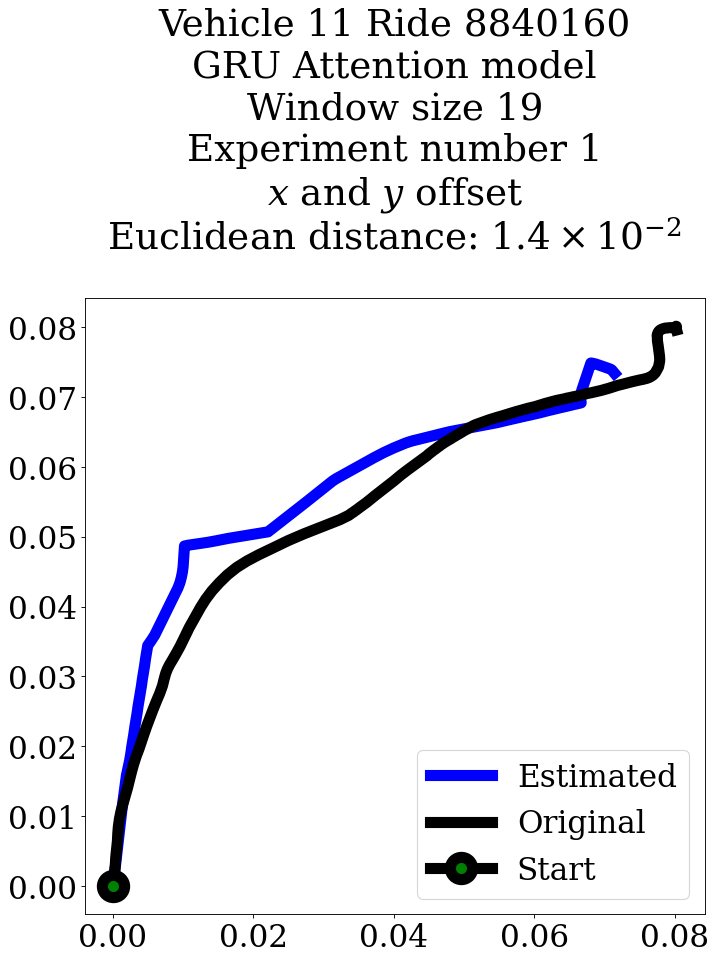 Vehicle 11 Ride 8840160
GRU Attention model
Window size 19
Experiment number 1
x and y offset
Euclidean distance: 1.4 × 10⁻²
0.08
0.07
0.06
0.05
0.04
0.03
0.02
0.01
0.00
Estimated
Original
Start
0.00 0.02 0.04 0.06 0.08